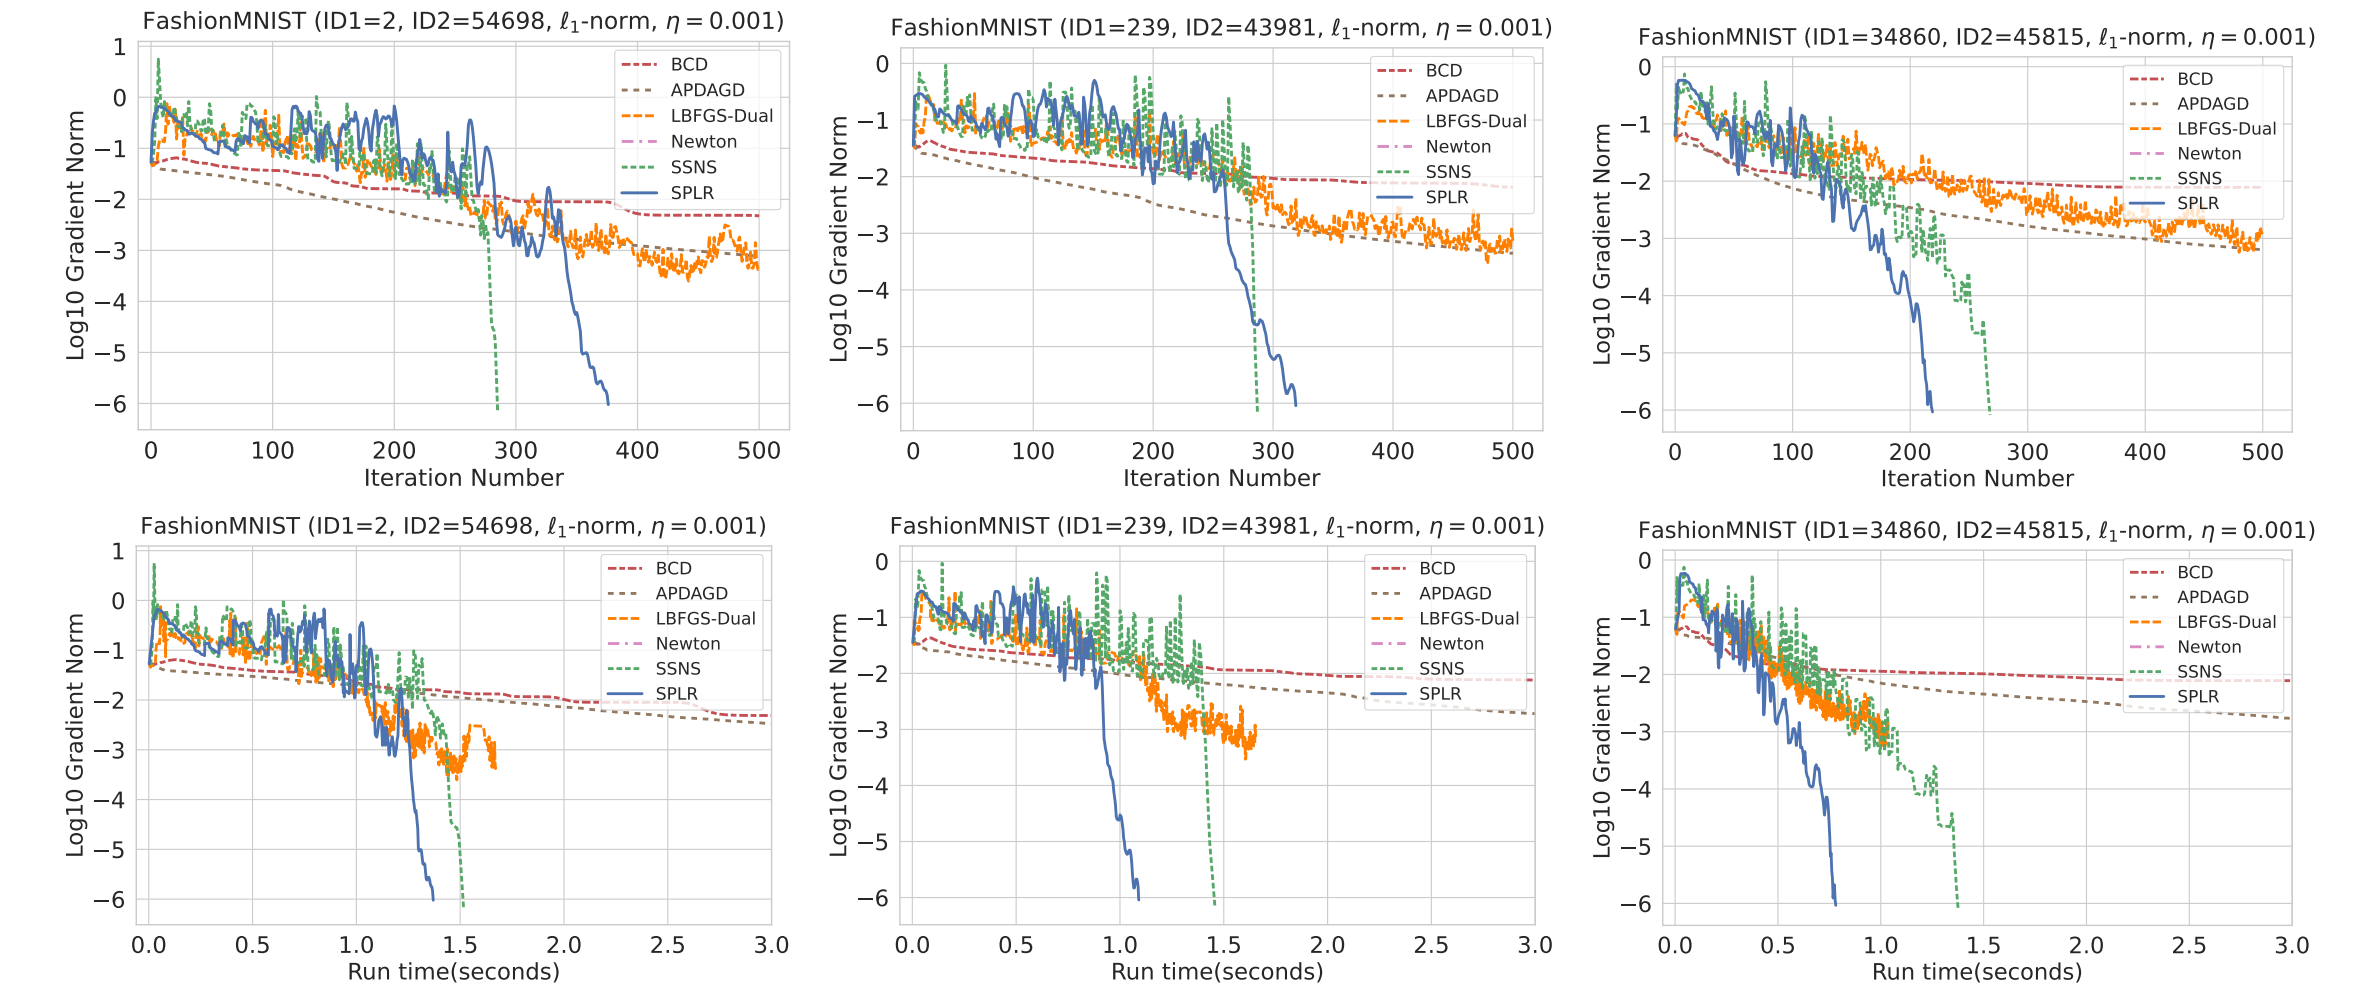 FashionMNIST (ID1=2, ID2=54698, ℓ₁-norm, η = 0.001)
Log10 Gradient Norm
1
0
−1
−2
−3
−4
−5
−6
BCD
APDAGD
LBFGS-Dual
Newton
SSNS
SPLR
0 100 200 300 400 500
Iteration Number
FashionMNIST (ID1=239, ID2=43981, ℓ₁-norm, η = 0.001)
Log10 Gradient Norm
0
−1
−2
−3
−4
−5
−6
BCD
APDAGD
LBFGS-Dual
Newton
SSNS
SPLR
0 100 200 300 400 500
Iteration Number
FashionMNIST (ID1=34860, ID2=45815, ℓ₁-norm, η = 0.001)
Log10 Gradient Norm
0
−1
−2
−3
−4
−5
−6
BCD
APDAGD
LBFGS-Dual
Newton
SSNS
SPLR
0 100 200 300 400 500
Iteration Number
FashionMNIST (ID1=2, ID2=54698, ℓ₁-norm, η = 0.001)
Log10 Gradient Norm
1
0
−1
−2
−3
−4
−5
−6
BCD
APDAGD
LBFGS-Dual
Newton
SSNS
SPLR
0.0 0.5 1.0 1.5 2.0 2.5 3.0
Run time(seconds)
FashionMNIST (ID1=239, ID2=43981, ℓ₁-norm, η = 0.001)
Log10 Gradient Norm
0
−1
−2
−3
−4
−5
−6
BCD
APDAGD
LBFGS-Dual
Newton
SSNS
SPLR
0.0 0.5 1.0 1.5 2.0 2.5 3.0
Run time(seconds)
FashionMNIST (ID1=34860, ID2=45815, ℓ₁-norm, η = 0.001)
Log10 Gradient Norm
0
−1
−2
−3
−4
−5
−6
BCD
APDAGD
LBFGS-Dual
Newton
SSNS
SPLR
0.0 0.5 1.0 1.5 2.0 2.5 3.0
Run time(seconds)